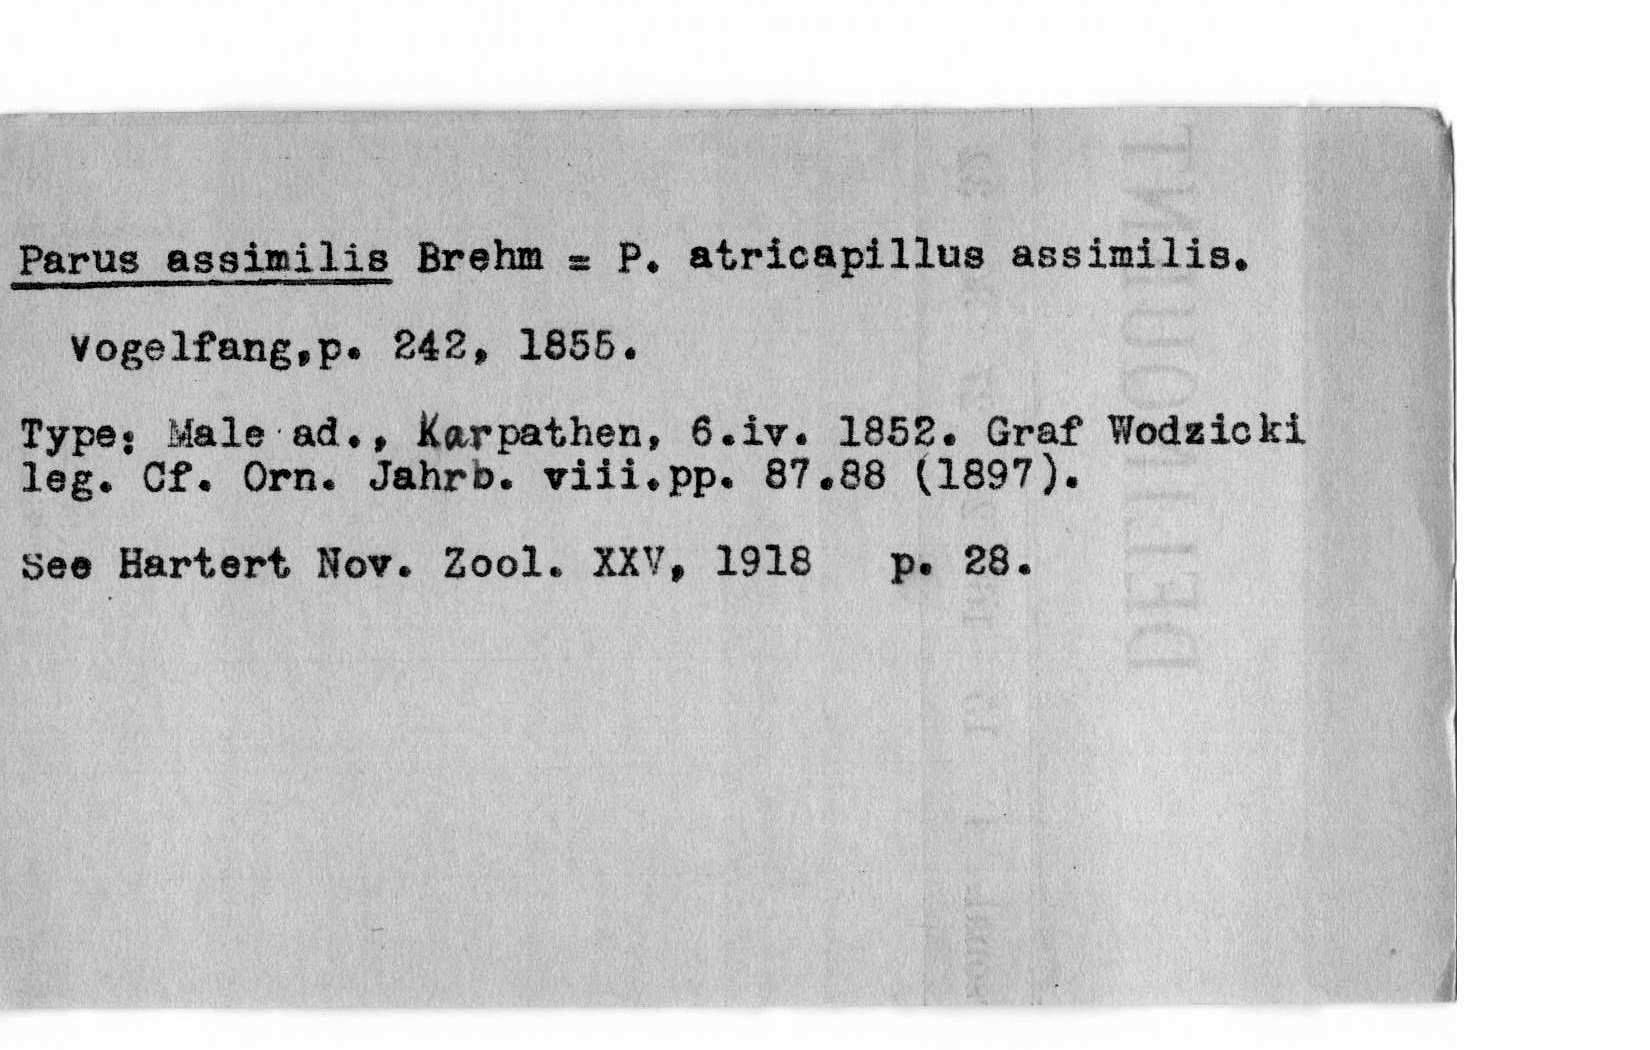 Parus assimilis Brehm = P. atricapillus assimilis.
Vogelfang,p. 242, 1855.
Type: Male ad., Karpathen, 6.iv. 1852. Graf Wodzicki
leg. Cf. Orn. Jahrb. viii.pp. 87.88 (1897).
See Hartert Nov. Zool. XXV, 1918 p. 28.